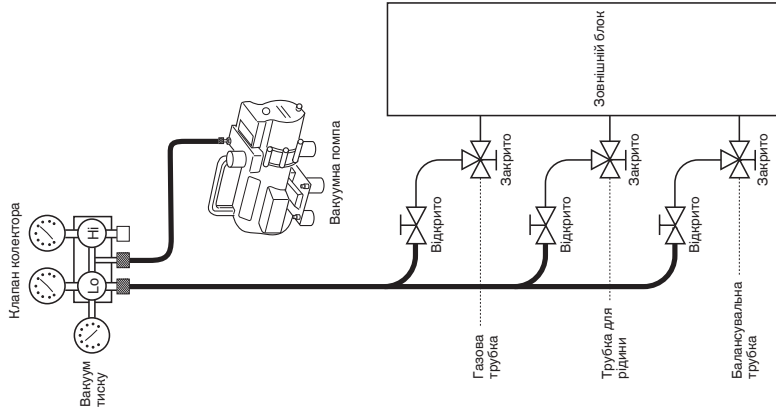 Клапан колектора
Вакуум
тиску
Lo
Hi
Вакуумна помпа
Відкрито
Закрито
Газова
трубка
Відкрито
Закрито
Трубка для
рідини
Відкрито
Закрито
Балансувальна
трубка
Зовнішній блок